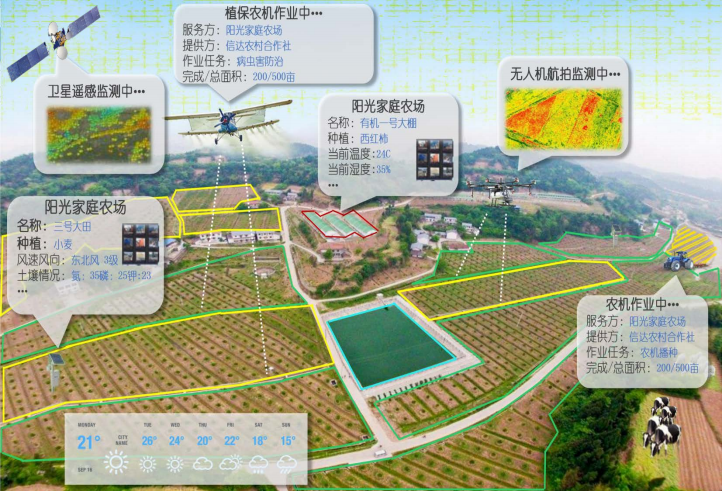 植保农机作业中•••
服务方：阳光家庭农场
提供方：信达农村合作社
作业任务：病虫害防治
完成/总面积：200/500亩
卫星遥感监测中•••
无人机航拍监测中•••
阳光家庭农场
名称：有机一号大棚
种植：西红柿
当前温度:24C
当前湿度:35%
•••
阳光家庭农场
名称：三号大田
种植：小麦
风速风向：东北风 3级
土壤情况：氮：35磷：25钾:23
•••
农机作业中•••
服务方：阳光家庭农场
提供方：信达农村合作社
作业任务：农机播种
完成/总面积：200/500亩
MONDAY TUE WED THU FRI SAT SUN
21° CITY NAME 26° 24° 20° 22° 18° 15°
SEP 10